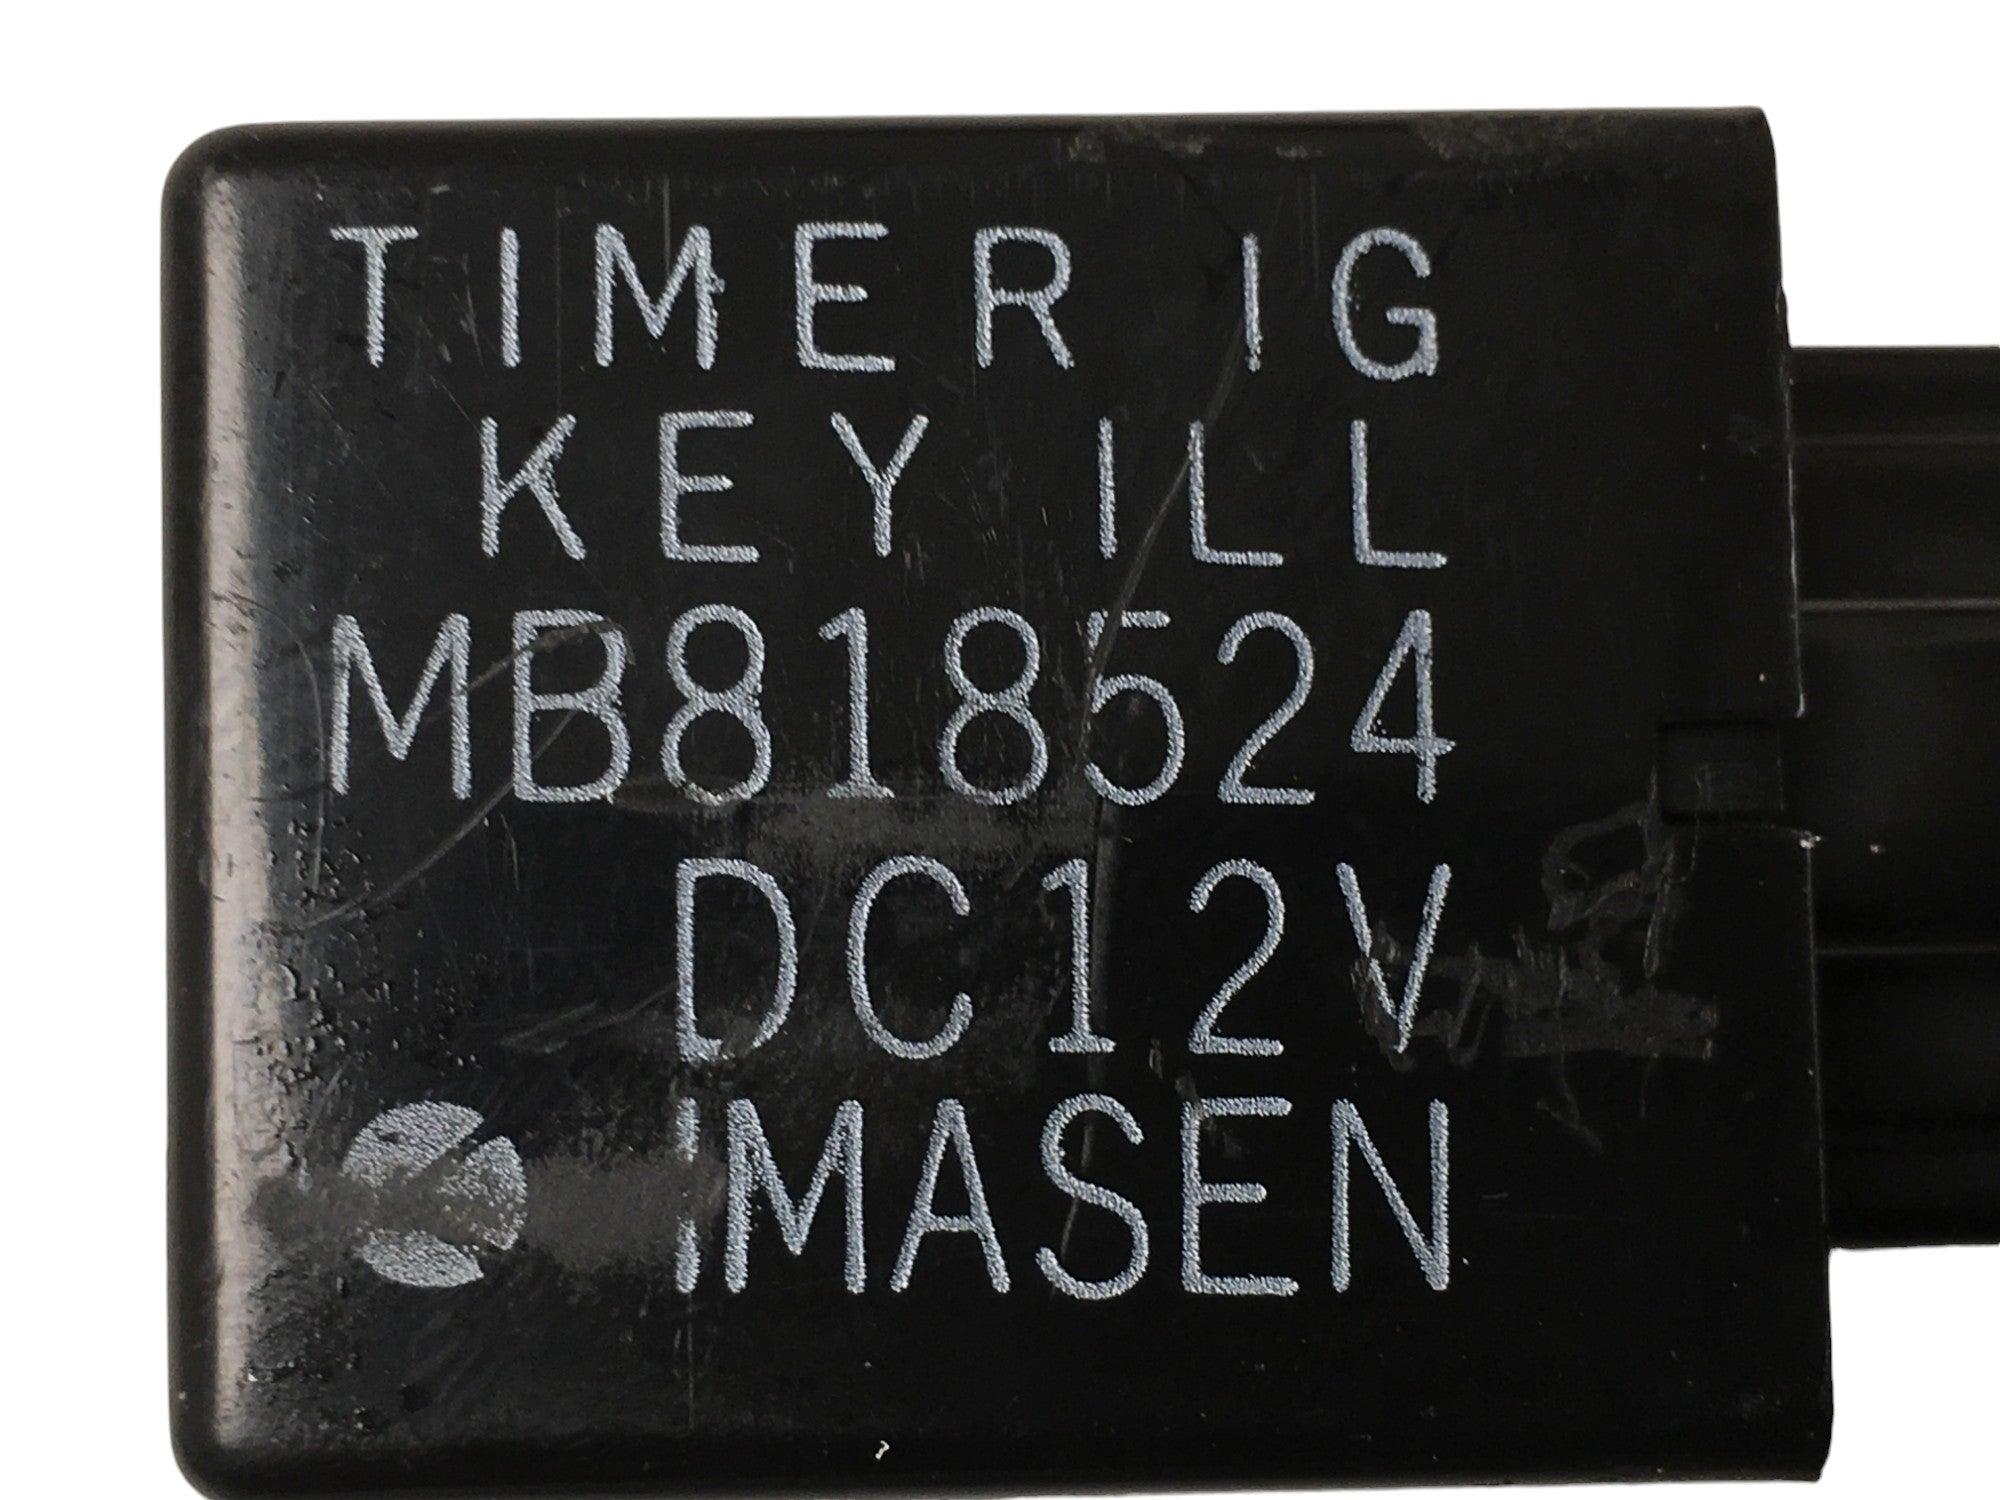 TIMER IG
KEY ILL
MB818524
DC12V
IMASEN